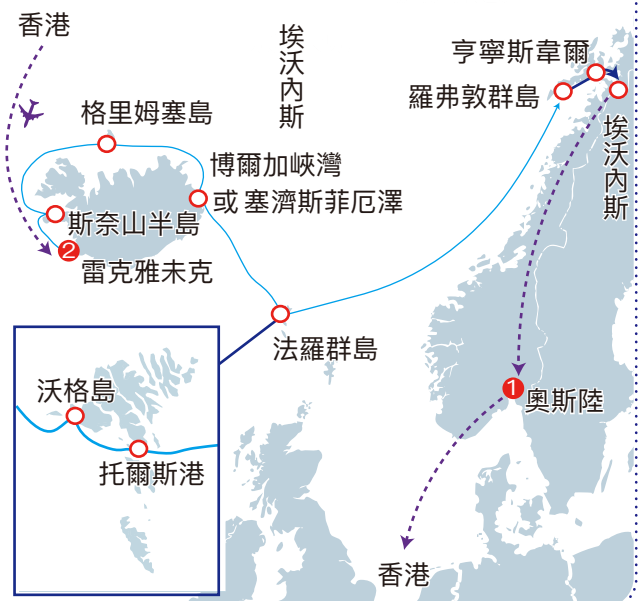 香港
埃沃內斯
亨寧斯韋爾
羅弗敦群島
埃沃內斯
格里姆塞島
博爾加峽灣
或 塞濟斯菲厄澤
斯奈山半島
2
雷克雅未克
法羅群島
沃格島
托爾斯港
1
奧斯陸
香港